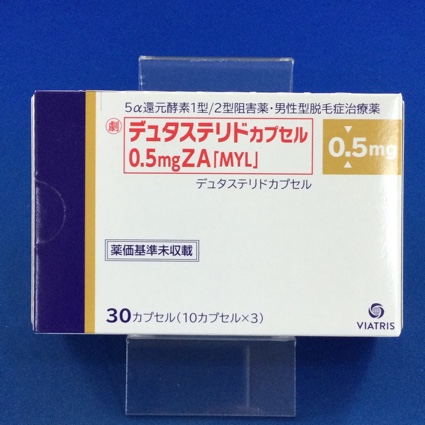 5α還元酵素1型/2型阻害薬・男性型脱毛症治療薬
劇 デュタステリドカプセル
0.5mgZA「MYL」
0.5mg
デュタステリドカプセル
薬価基準未収載
30カプセル(10カプセル×3)
VIATRIS